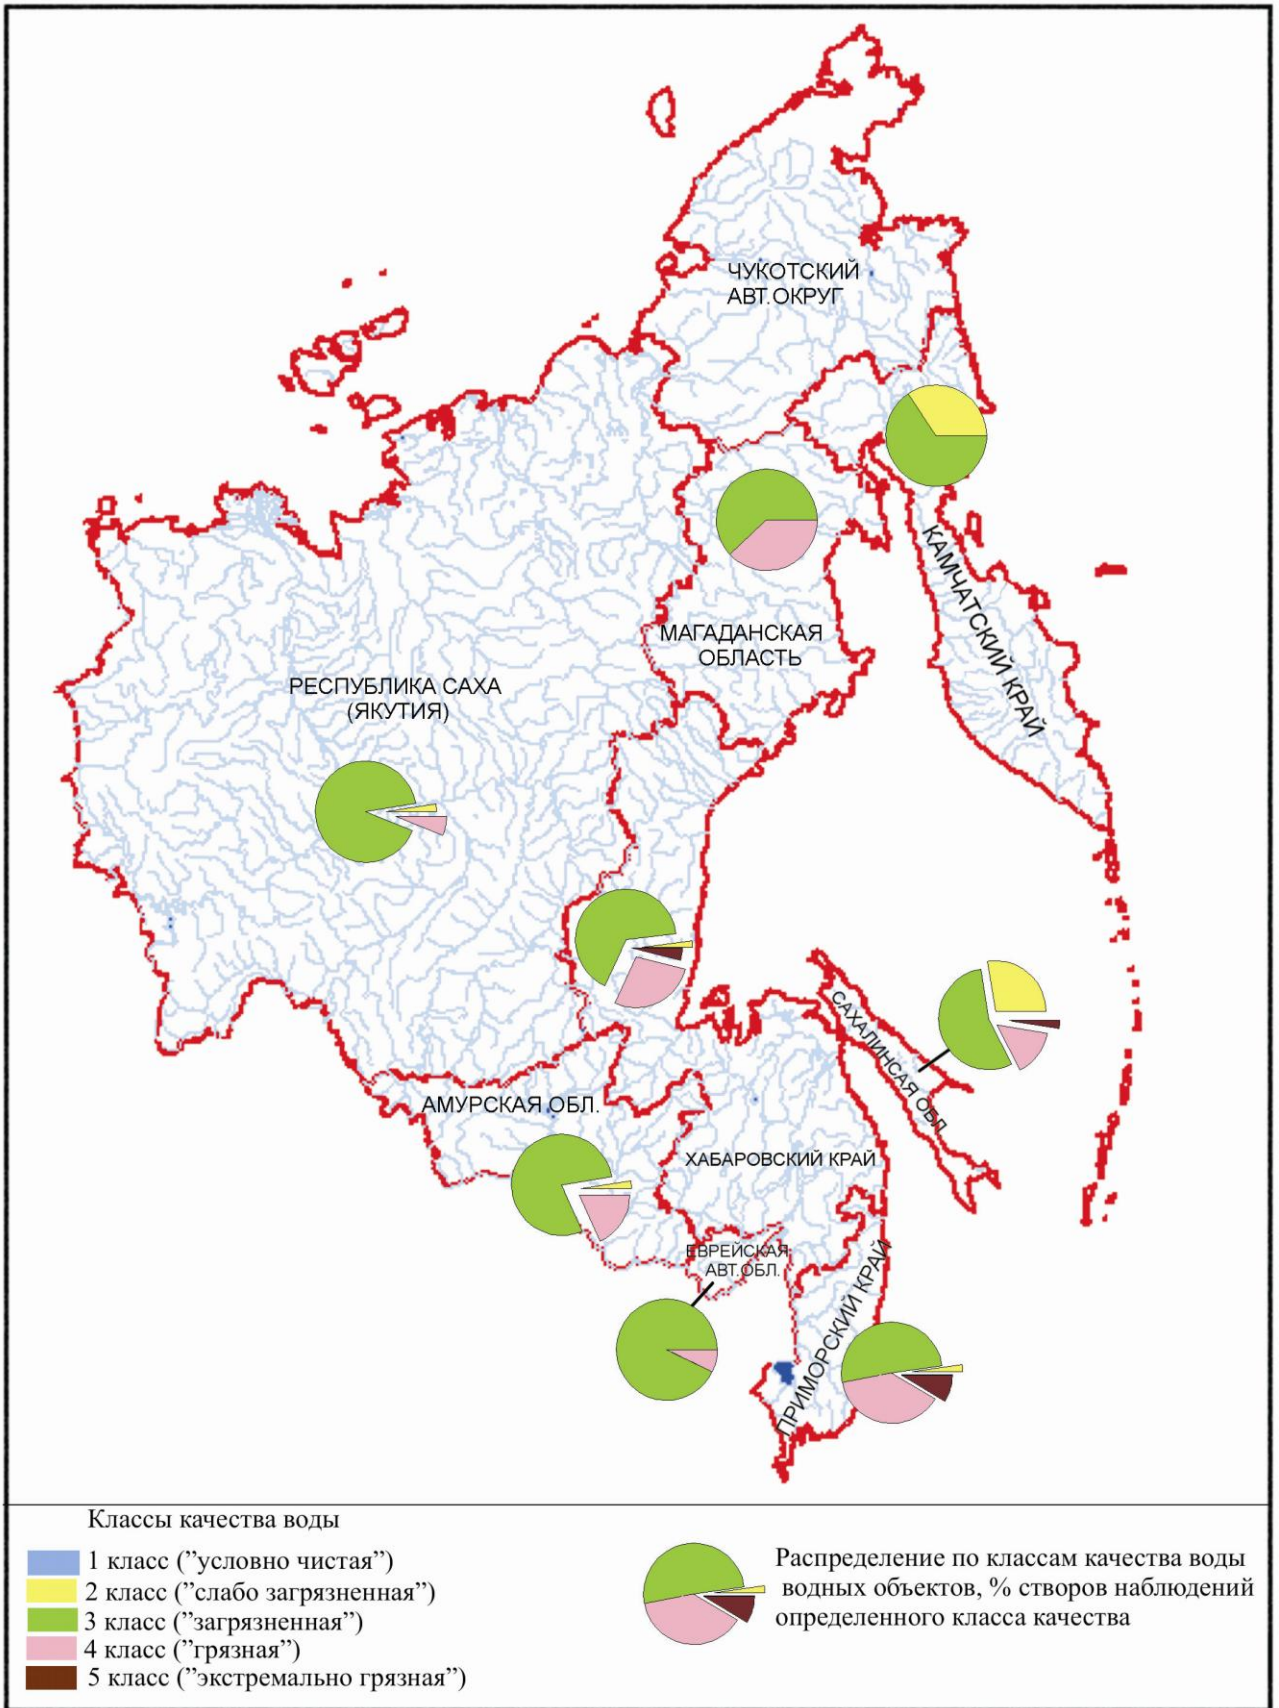 ЧУКОТСКИЙ
АВТ.ОКРУГ
КАМЧАТСКИЙ КРАЙ
МАГАДАНСКАЯ
ОБЛАСТЬ
РЕСПУБЛИКА САХА
(ЯКУТИЯ)
САХАЛИНСАЯ ОБЛ
АМУРСКАЯ ОБЛ.
ХАБАРОВСКИЙ КРАЙ
ЕВРЕЙСКАЯ
АВТ.ОБЛ.
ПРИМОРСКИЙ КРАЙ
Классы качества воды
1 класс ("условно чистая")
2 класс ("слабо загрязненная")
3 класс ("загрязненная")
4 класс ("грязная")
5 класс ("экстремально грязная")
Распределение по классам качества воды
водных объектов, % створов наблюдений
определенного класса качества